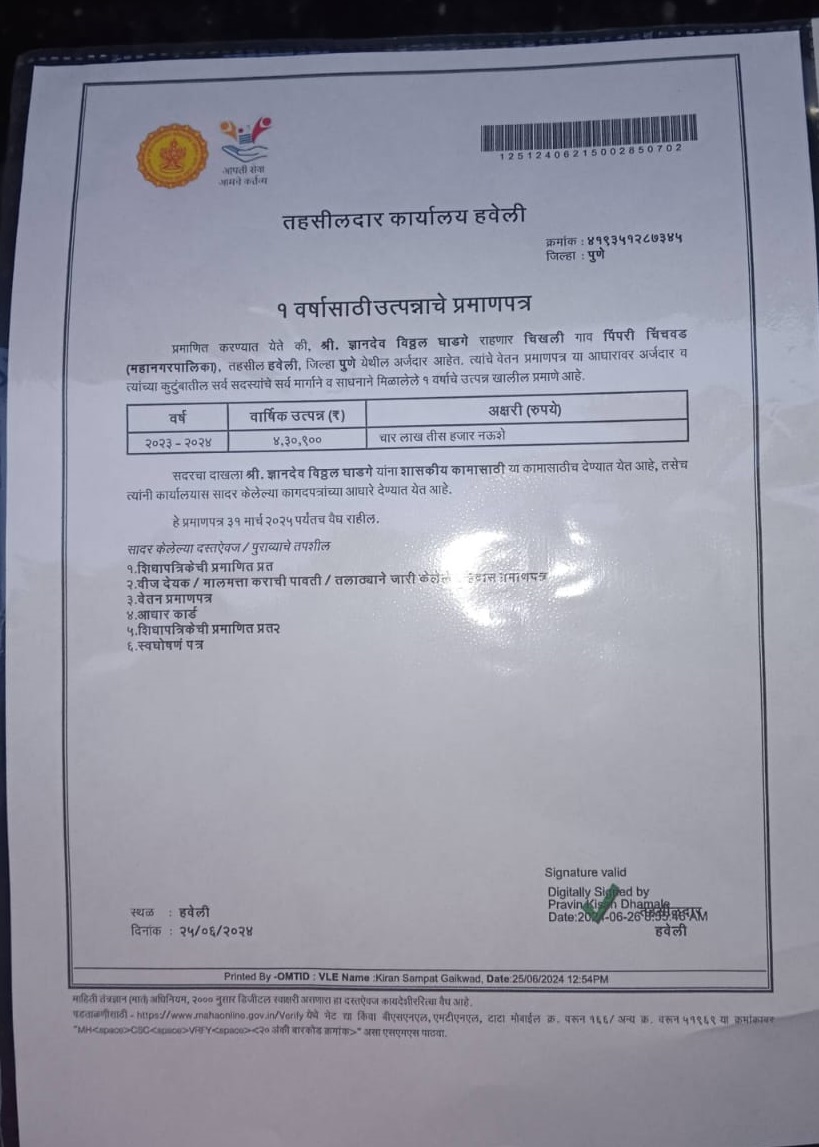 आपली सेवा
आमचे कर्तव्य
12512406215002850702
तहसीलदार कार्यालय हवेली
क्रमांक : ४१९३५१२८७३४५
जिल्हा : पुणे
१ वर्षासाठी उत्पन्नाचे प्रमाणपत्र
प्रमाणित करण्यात येते की, श्री. ज्ञानदेव विठ्ठल घाडगे राहणार चिखली गाव पिंपरी चिंचवड
(महानगरपालिका), तहसील हवेली, जिल्हा पुणे येथील अर्जदार आहेत. त्यांचे वेतन प्रमाणपत्र या आधारावर अर्जदार व
त्यांच्या कुटुंबातील सर्व सदस्यांचे सर्व मार्गाने व साधनाने मिळालेले १ वर्षाचे उत्पन्न खालील प्रमाणे आहे.
वर्ष वार्षिक उत्पन्न (₹) अक्षरी (रुपये)
२०२३ - २०२४ ४,३०,९०० चार लाख तीस हजार नऊशे
सदरचा दाखला श्री. ज्ञानदेव विठ्ठल घाडगे यांना शासकीय कामासाठी या कामासाठीच देण्यात येत आहे, तसेच
त्यांनी कार्यालयास सादर केलेल्या कागदपत्रांच्या आधारे देण्यात येत आहे.
हे प्रमाणपत्र ३१ मार्च २०२५ पर्यंतच वैध राहील.
सादर केलेल्या दस्तऐवज / पुराव्याचे तपशील
१.शिधापत्रिकेची प्रमाणित प्रत
२.वीज देयक / मालमत्ता कराची पावती / तलाठ्याने जारी केलेले प्रमाणपत्र
३.वेतन प्रमाणपत्र
४.आधार कार्ड
५.शिधापत्रिकेची प्रमाणित प्रत२
६.स्वघोषणं पत्र
Signature valid
Digitally Signed by
Pravin Kisan Dhamale
Date:2024-06-26 AM
तहसीलदार
हवेली
स्थळ : हवेली
दिनांक : २५/०६/२०२४
Printed By -OMTID : VLE Name :Kiran Sampat Gaikwad, Date:25/06/2024 12:54PM
माहिती तंत्रज्ञान (मात) अधिनियम, २००० नुसार डिजीटल स्वाक्षरी असणारा हा दस्तऐवज कायदेशीररित्या वैध आहे.
पडताळणीसाठी - https://www.mahaonline.gov.in/Verify येथे भेट द्या किंवा बीएसएनएल, एमटीएनएल, टाटा मोबाईल क्र. वरून १६६/ अन्य क्र. वरून ५१९६९ या क्रमांकावर
"MH<space>CSC<space>VRFY<space><२० अंकी बारकोड क्रमांक>" असा एसएमएस पाठवा.